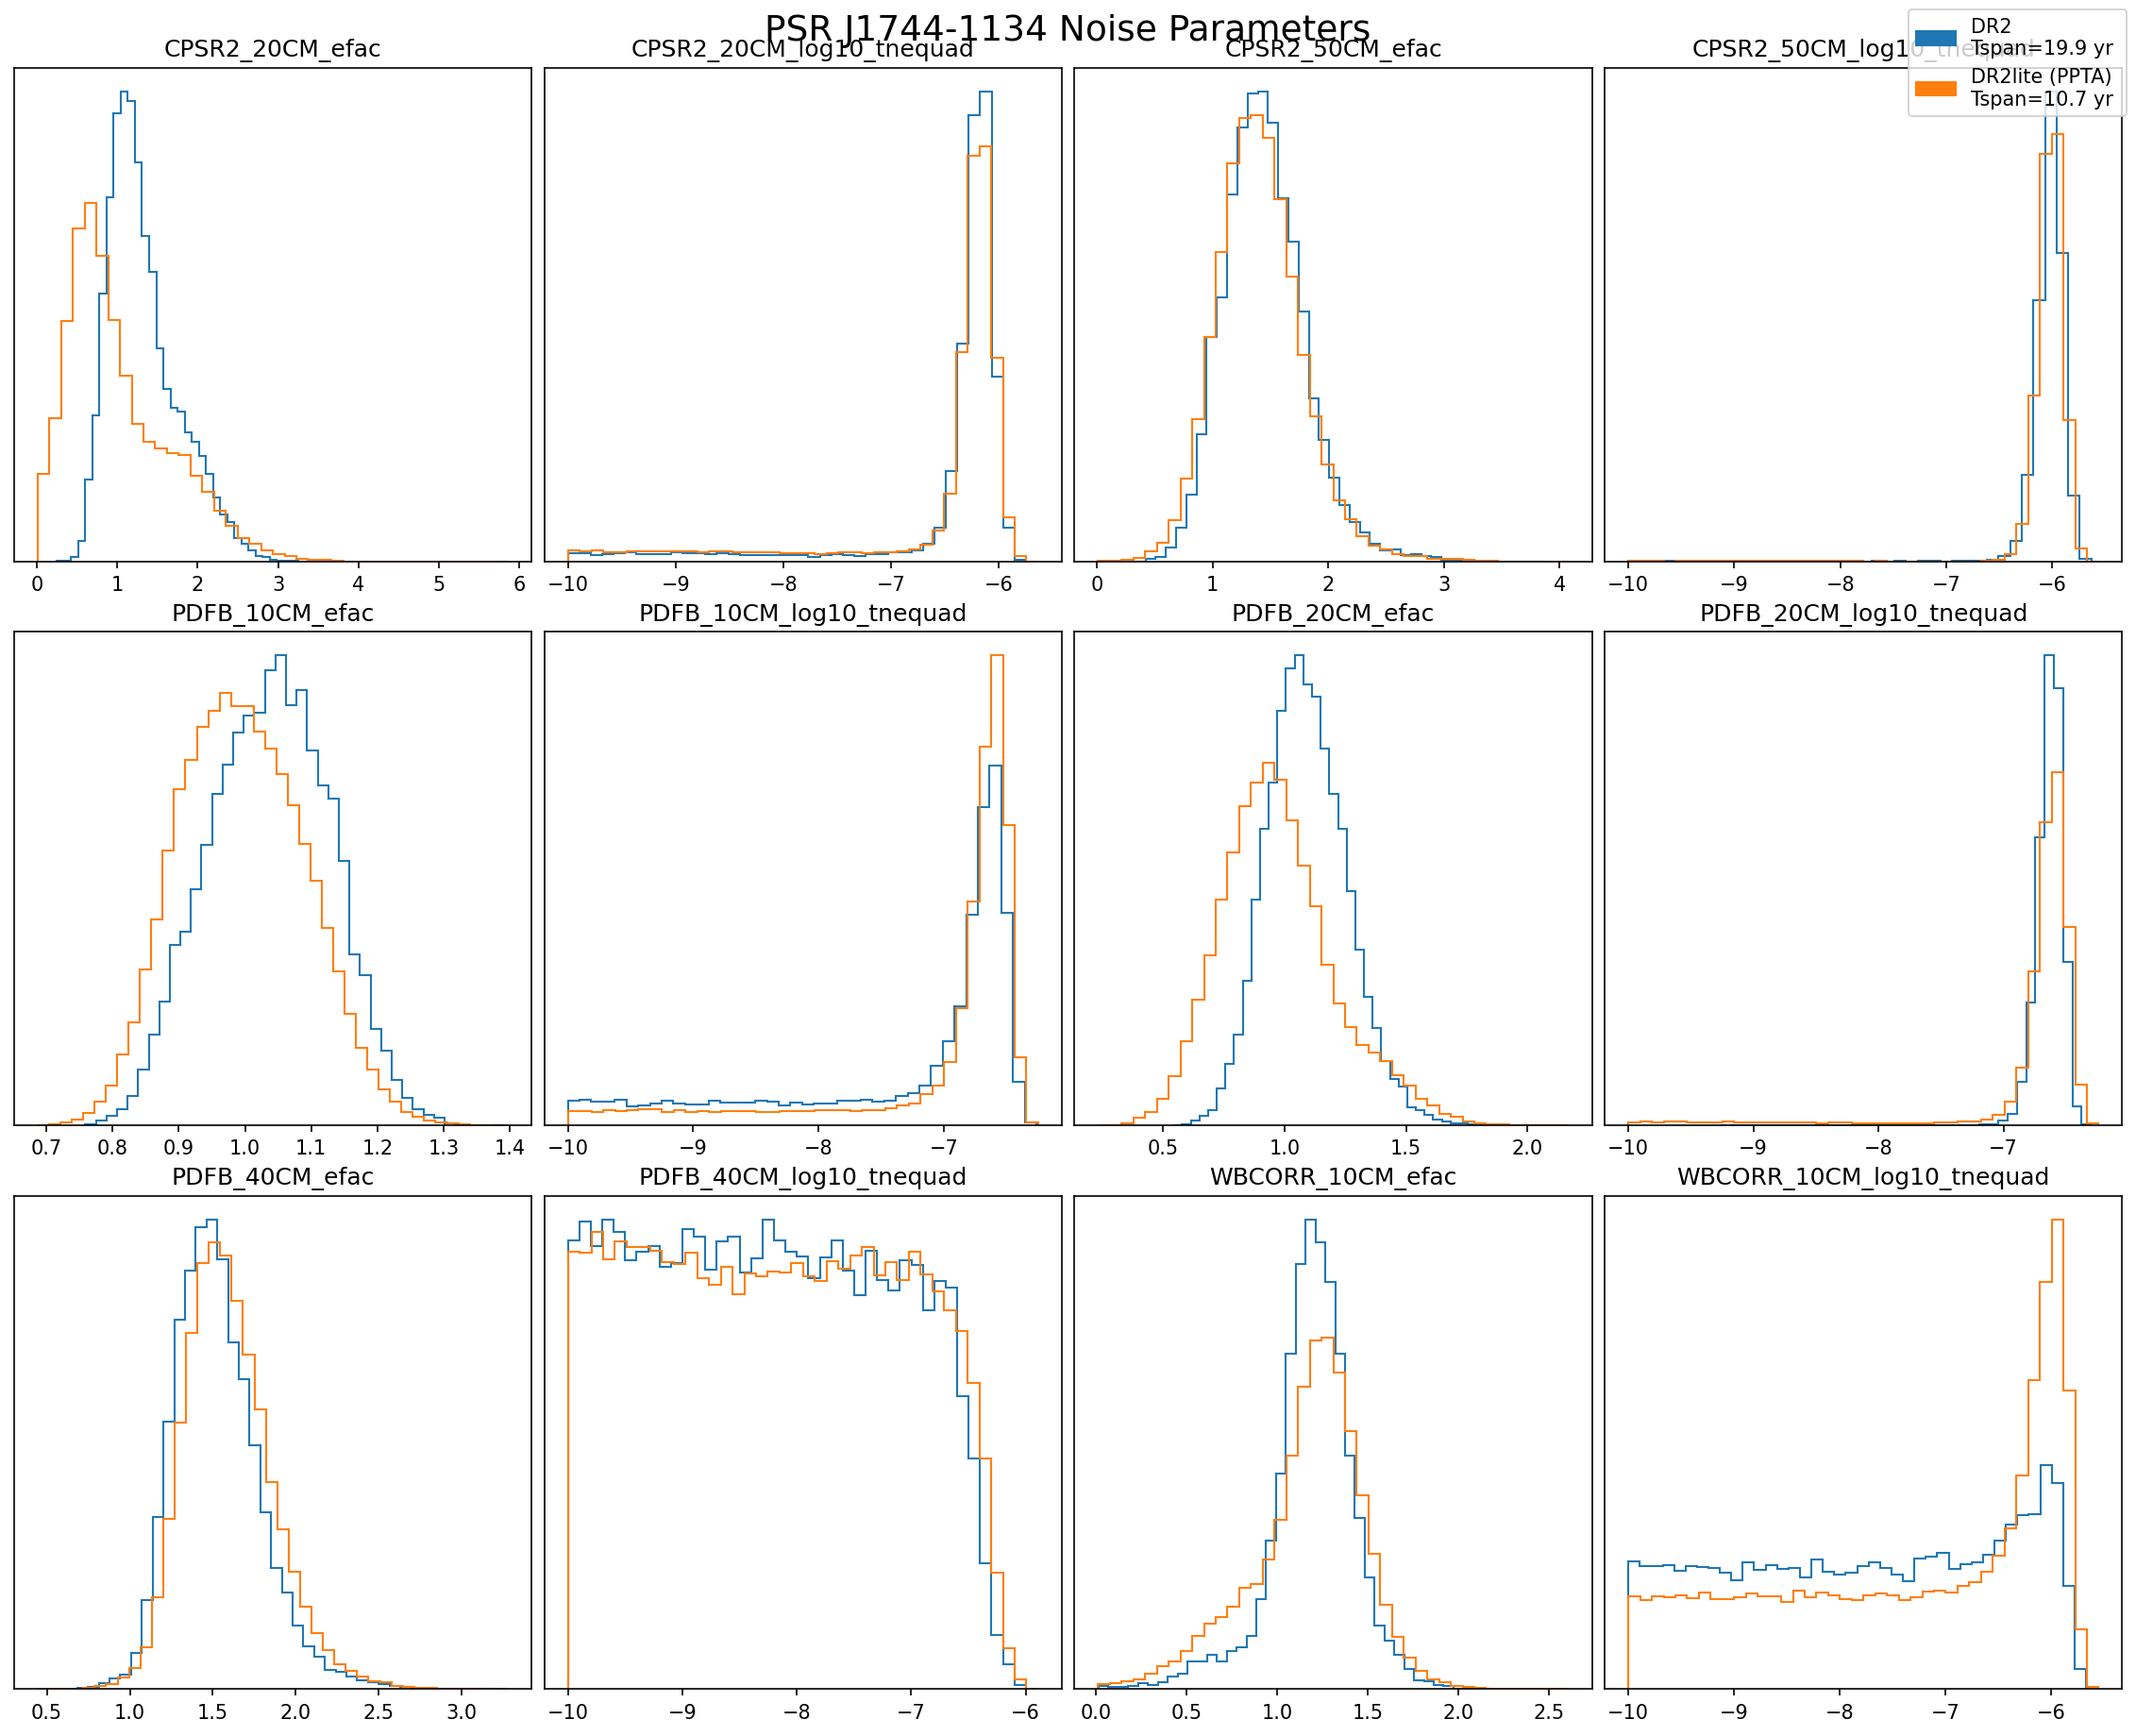 PSR J1744-1134 Noise Parameters
DR2
Tspan=19.9 yr
DR2lite (PPTA)
Tspan=10.7 yr
CPSR2_20CM_efac
CPSR2_20CM_log10_tnequad
CPSR2_50CM_efac
CPSR2_50CM_log10_tnequad
0 1 2 3 4 5 6
−10 −9 −8 −7 −6
0 1 2 3 4
−10 −9 −8 −7 −6
PDFB_10CM_efac
PDFB_10CM_log10_tnequad
PDFB_20CM_efac
PDFB_20CM_log10_tnequad
0.7 0.8 0.9 1.0 1.1 1.2 1.3 1.4
−10 −9 −8 −7
0.5 1.0 1.5 2.0
−10 −9 −8 −7
PDFB_40CM_efac
PDFB_40CM_log10_tnequad
WBCORR_10CM_efac
WBCORR_10CM_log10_tnequad
0.5 1.0 1.5 2.0 2.5 3.0
−10 −9 −8 −7 −6
0.0 0.5 1.0 1.5 2.0 2.5
−10 −9 −8 −7 −6